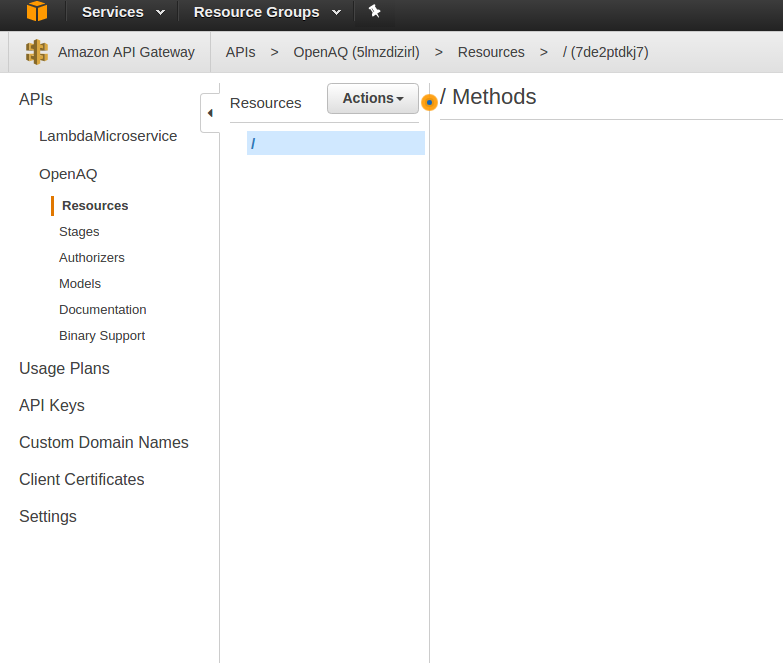 Services Resource Groups
Amazon API Gateway APIs > OpenAQ (5lmzdizirl) > Resources > / (7de2ptdkj7)
APIs
LambdaMicroservice
OpenAQ
Resources
Stages
Authorizers
Models
Documentation
Binary Support
Usage Plans
API Keys
Custom Domain Names
Client Certificates
Settings
Resources Actions
/
/ Methods